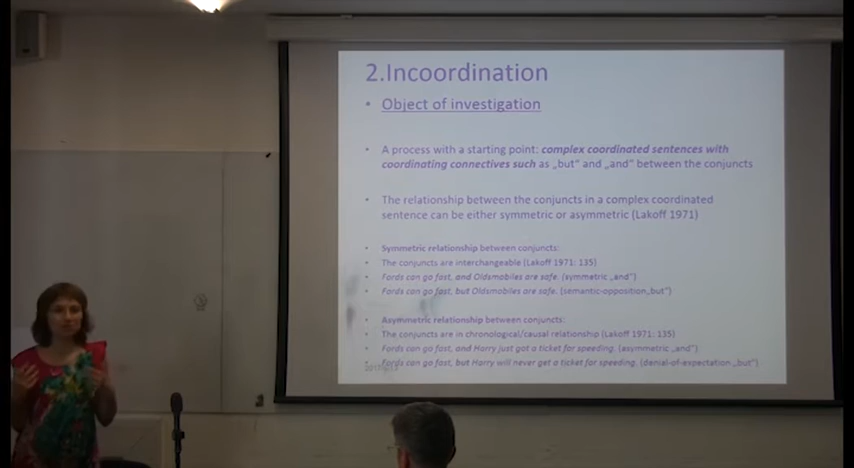 2.Incoordination
• Object of investigation
• A process with a starting point: complex coordinated sentences with
coordinating connectives such as „but“ and „and“ between the conjuncts
• The relationship between the conjuncts in a complex coordinated
sentence can be either symmetric or asymmetric (Lakoff 1971)
• Symmetric relationship between conjuncts:
• The conjuncts are interchangeable (Lakoff 1971: 135)
• Fords can go fast, and Oldsmobiles are safe. (symmetric „and“)
• Fords can go fast, but Oldsmobiles are safe. (semantic-opposition„but“)
• Asymmetric relationship between conjuncts:
• The conjuncts are in chronological/causal relationship (Lakoff 1971: 135)
• Fords can go fast, and Harry just got a ticket for speeding. (asymmetric „and“)
• Fords can go fast, but Harry will never get a ticket for speeding. (denial-of-expectation „but“)